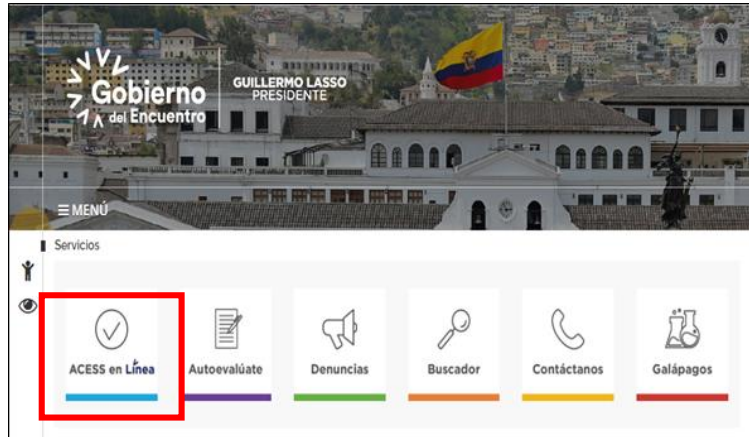 Gobierno
del Encuentro
GUILLERMO LASSO
PRESIDENTE
☰ MENÚ
Servicios
ACESS en Línea
Autoevalúate
Denuncias
Buscador
Contáctanos
Galápagos